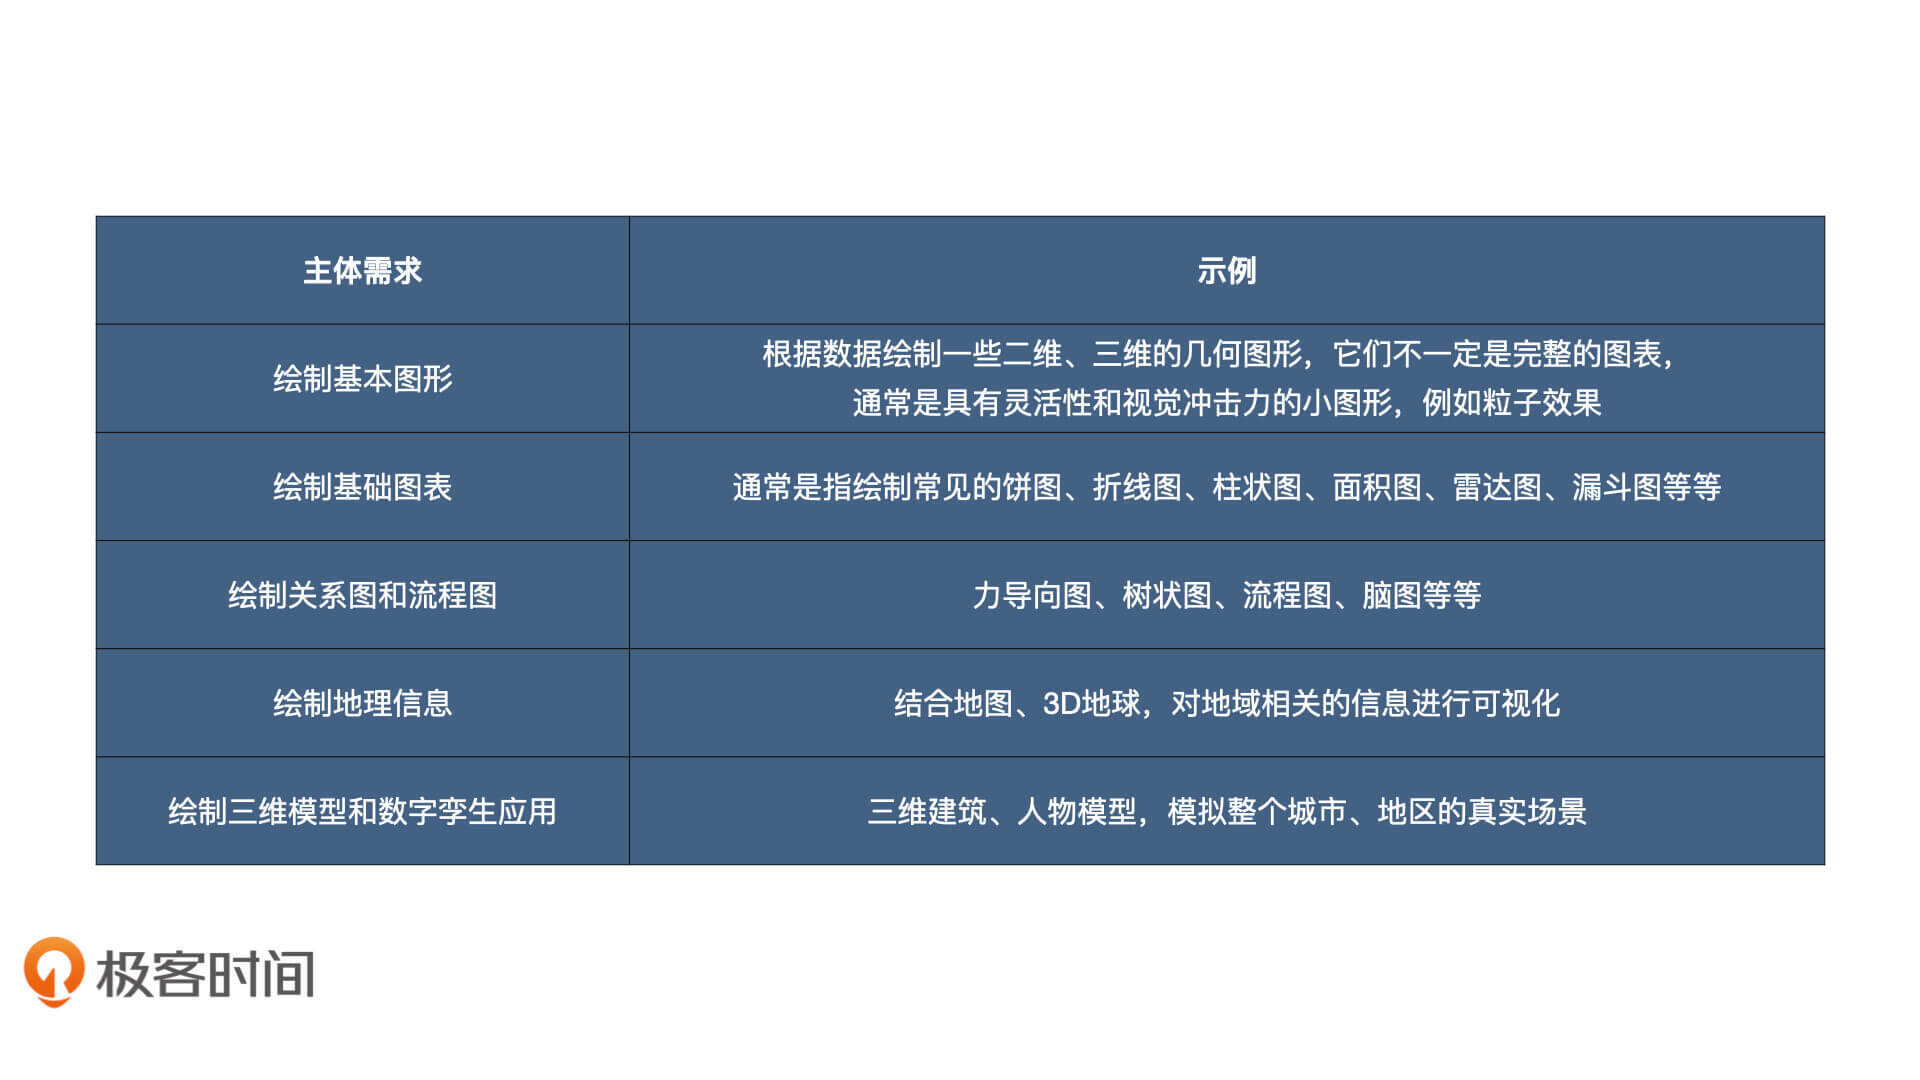 主体需求
示例
绘制基本图形
根据数据绘制一些二维、三维的几何图形，它们不一定是完整的图表，
通常是具有灵活性和视觉冲击力的小图形，例如粒子效果
绘制基础图表
通常是指绘制常见的饼图、折线图、柱状图、面积图、雷达图、漏斗图等等
绘制关系图和流程图
力导向图、树状图、流程图、脑图等等
绘制地理信息
结合地图、3D地球，对地域相关的信息进行可视化
绘制三维模型和数字孪生应用
三维建筑、人物模型，模拟整个城市、地区的真实场景
极客时间